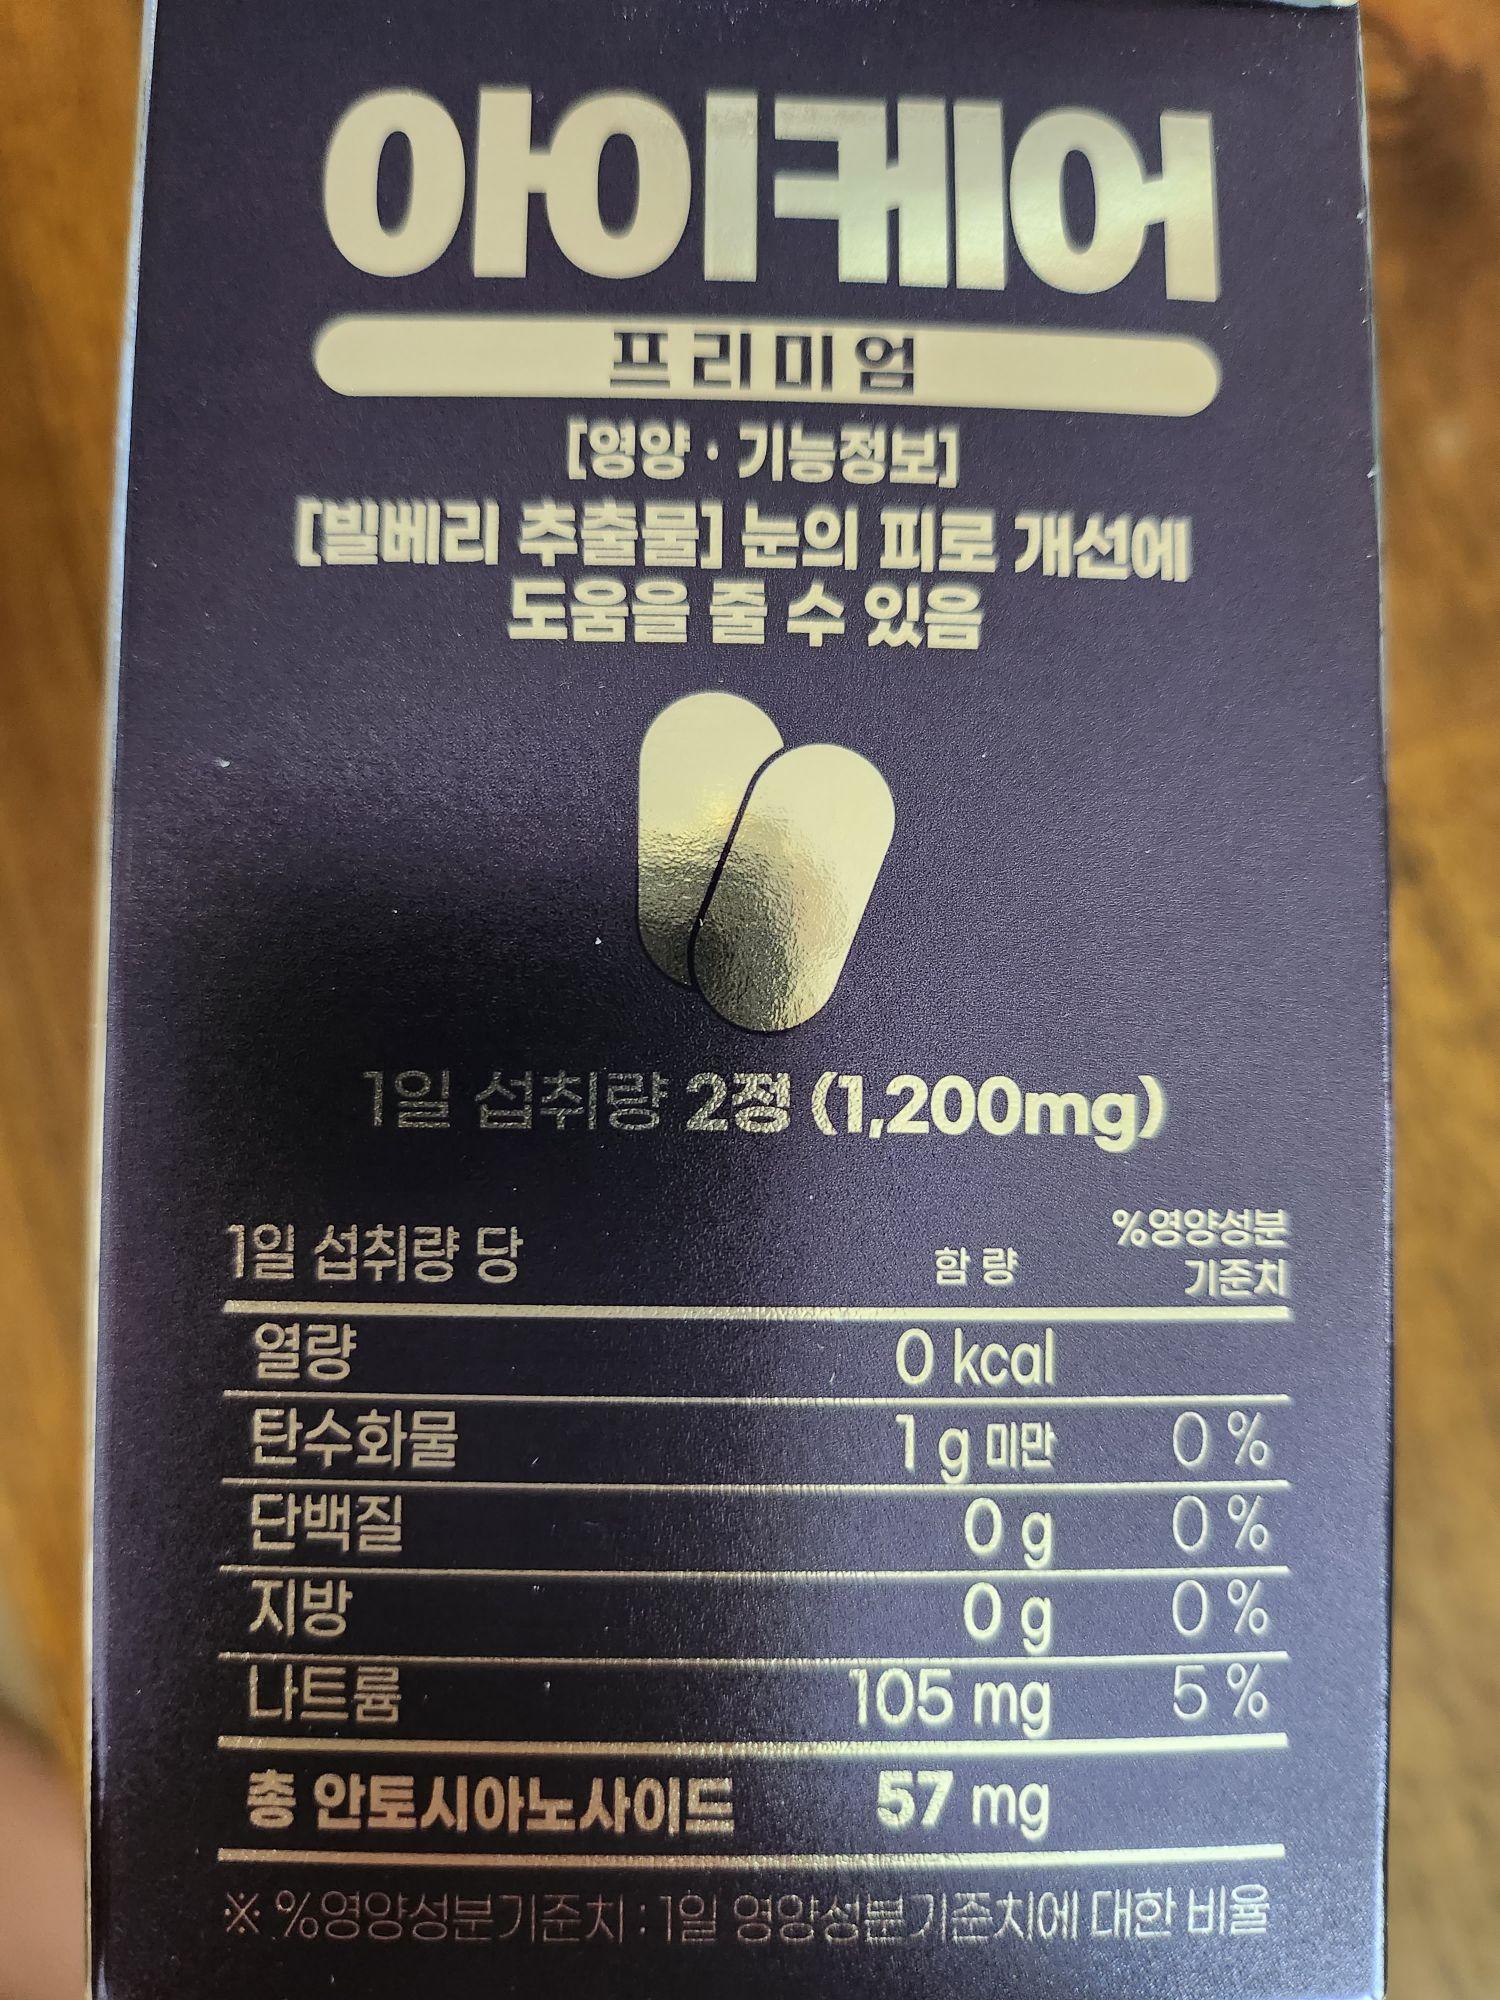 아이케어
프리미엄
[영양 · 기능정보]
[빌베리 추출물] 눈의 피로 개선에
도움을 줄 수 있음
1일 섭취량 2정 (1,200mg)
1일 섭취량 당 함 량 %영양성분 기준치
열량 0 kcal
탄수화물 1 g 미만 0 %
단백질 0 g 0 %
지방 0 g 0 %
나트륨 105 mg 5 %
총 안토시아노사이드 57 mg
※ %영양성분기준치 : 1일 영양성분기준치에 대한 비율